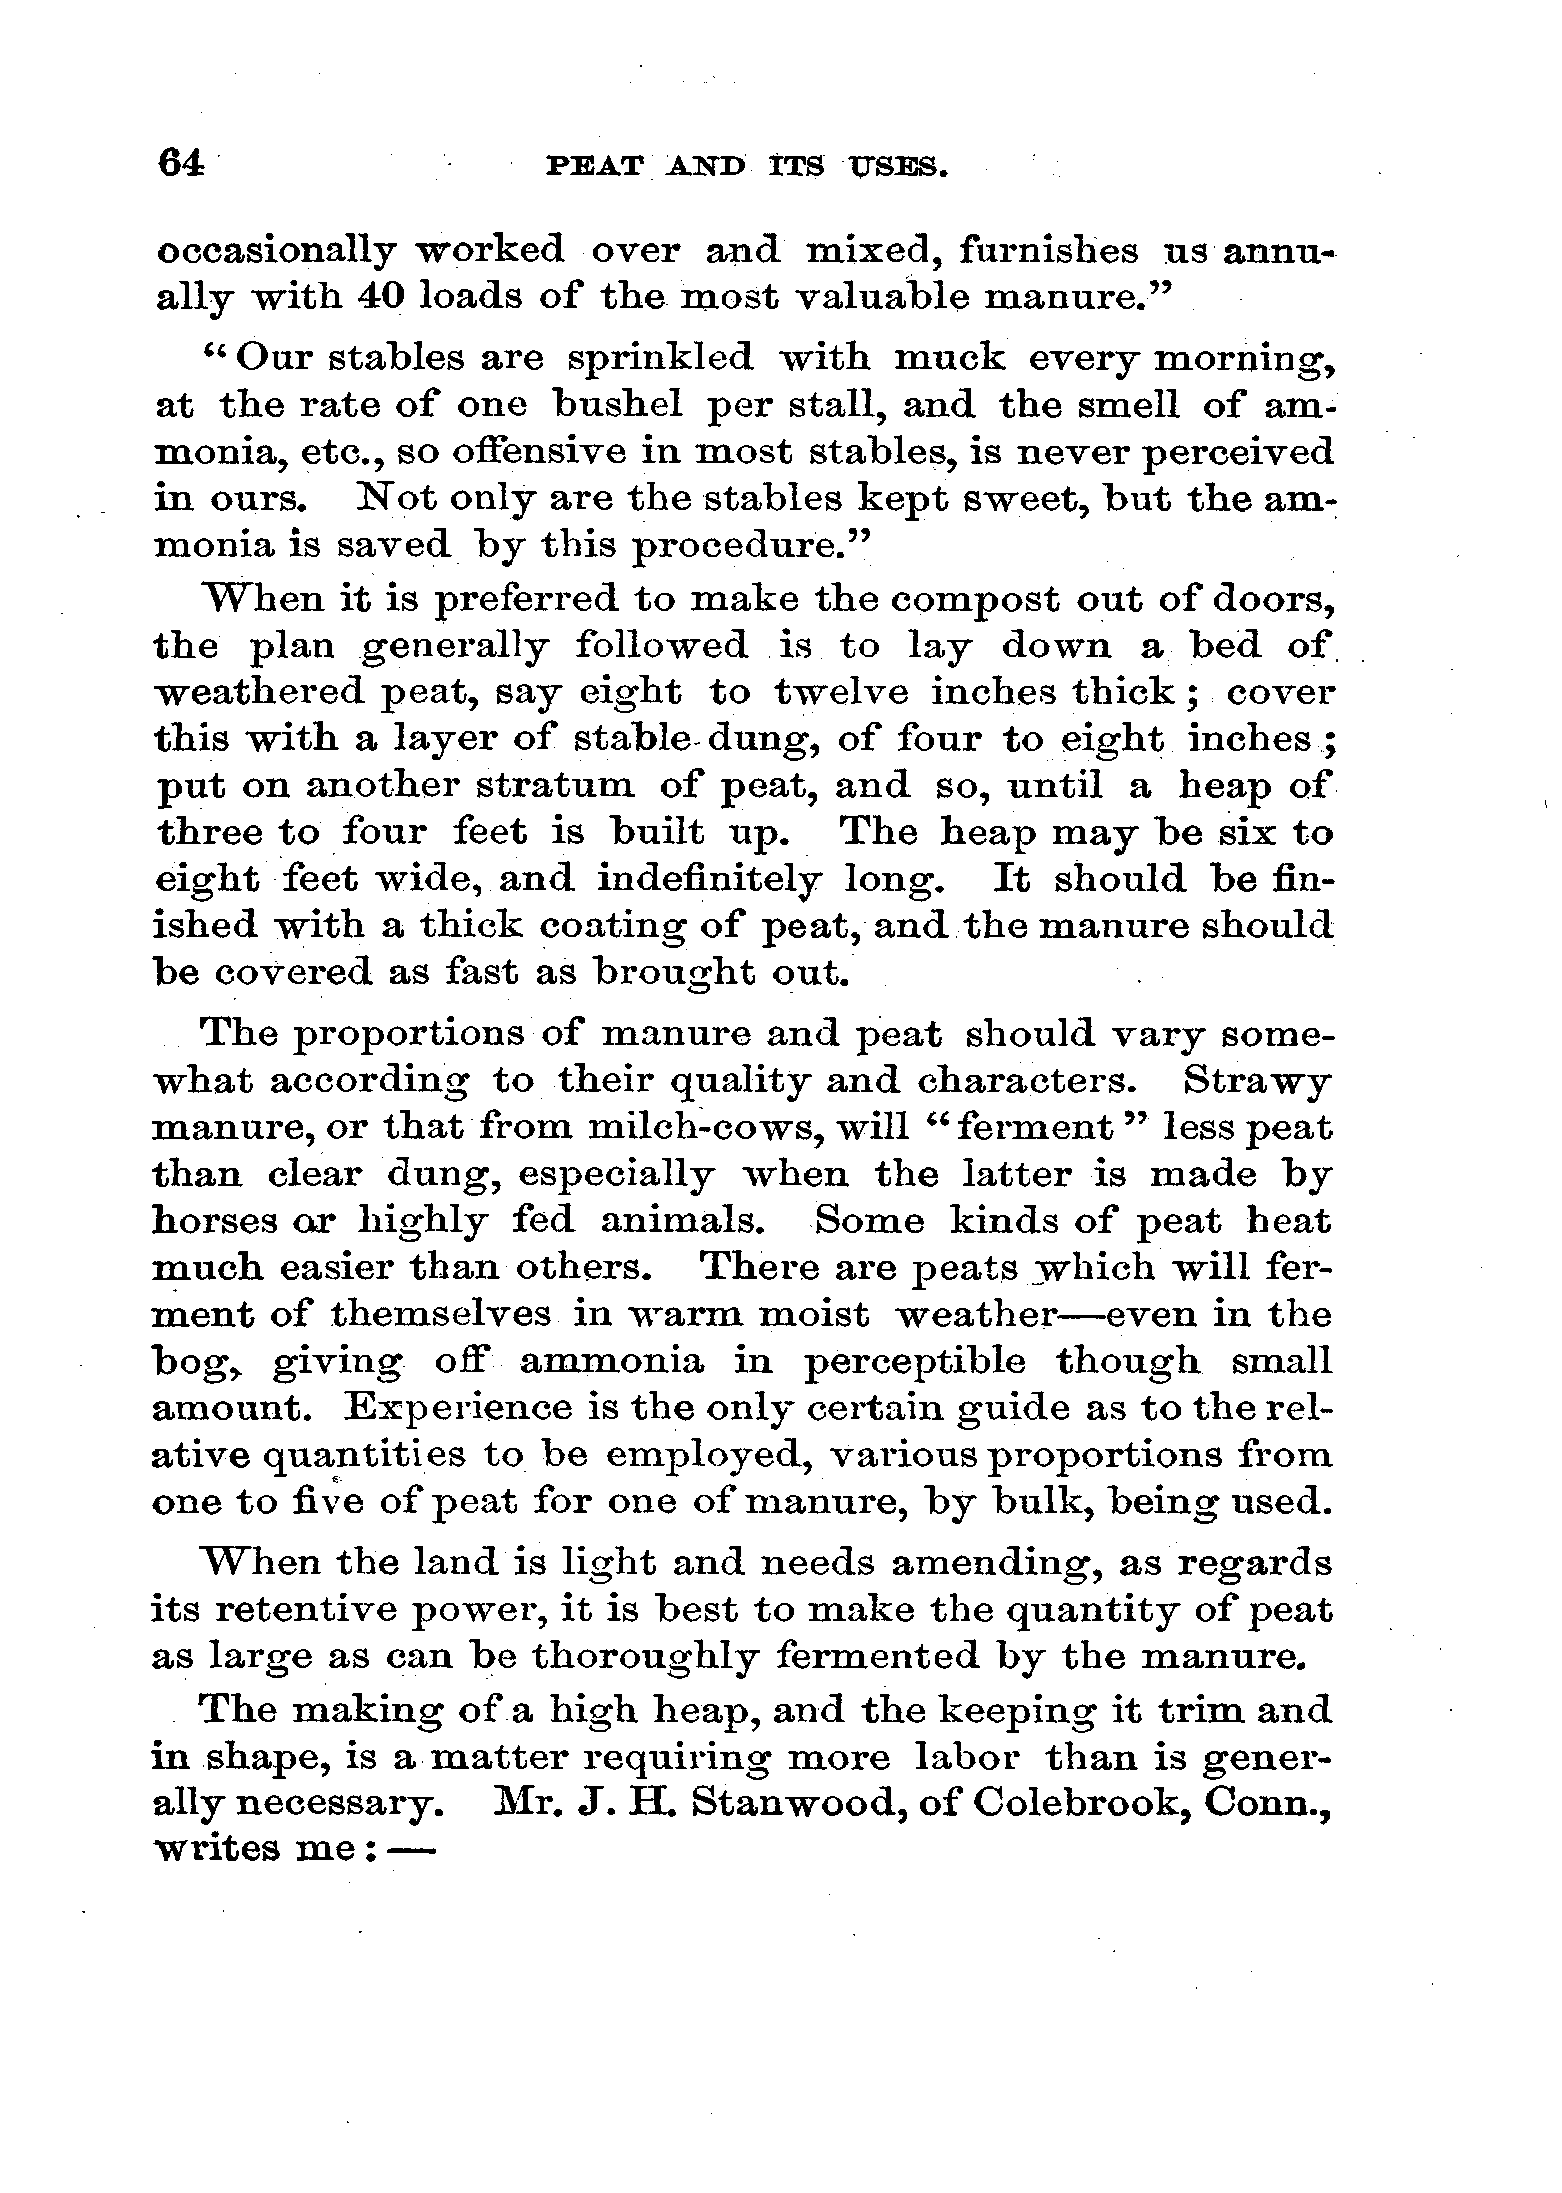 64 PEAT AND ITS USES.
occasionally worked over and mixed, furnishes us annu-
ally with 40 loads of the most valuable manure."
"Our stables are sprinkled with muck every morning,
at the rate of one bushel per stall, and the smell of am-
monia, etc., so offensive in most stables, is never perceived
in ours. Not only are the stables kept sweet, but the am-
monia is saved by this procedure."
When it is preferred to make the compost out of doors,
the plan generally followed is to lay down a bed of
weathered peat, say eight to twelve inches thick; cover
this with a layer of stable-dung, of four to eight inches;
put on another stratum of peat, and so, until a heap of
three to four feet is built up. The heap may be six to
eight feet wide, and indefinitely long. It should be fin-
ished with a thick coating of peat, and the manure should
be covered as fast as brought out.
The proportions of manure and peat should vary some-
what according to their quality and characters. Strawy
manure, or that from milch-cows, will "ferment" less peat
than clear dung, especially when the latter is made by
horses or highly fed animals. Some kinds of peat heat
much easier than others. There are peats which will fer-
ment of themselves in warm moist weather—even in the
bog, giving off ammonia in perceptible though small
amount. Experience is the only certain guide as to the rel-
ative quantities to be employed, various proportions from
one to five of peat for one of manure, by bulk, being used.
When the land is light and needs amending, as regards
its retentive power, it is best to make the quantity of peat
as large as can be thoroughly fermented by the manure.
The making of a high heap, and the keeping it trim and
in shape, is a matter requiring more labor than is gener-
ally necessary. Mr. J. H. Stanwood, of Colebrook, Conn.,
writes me:—